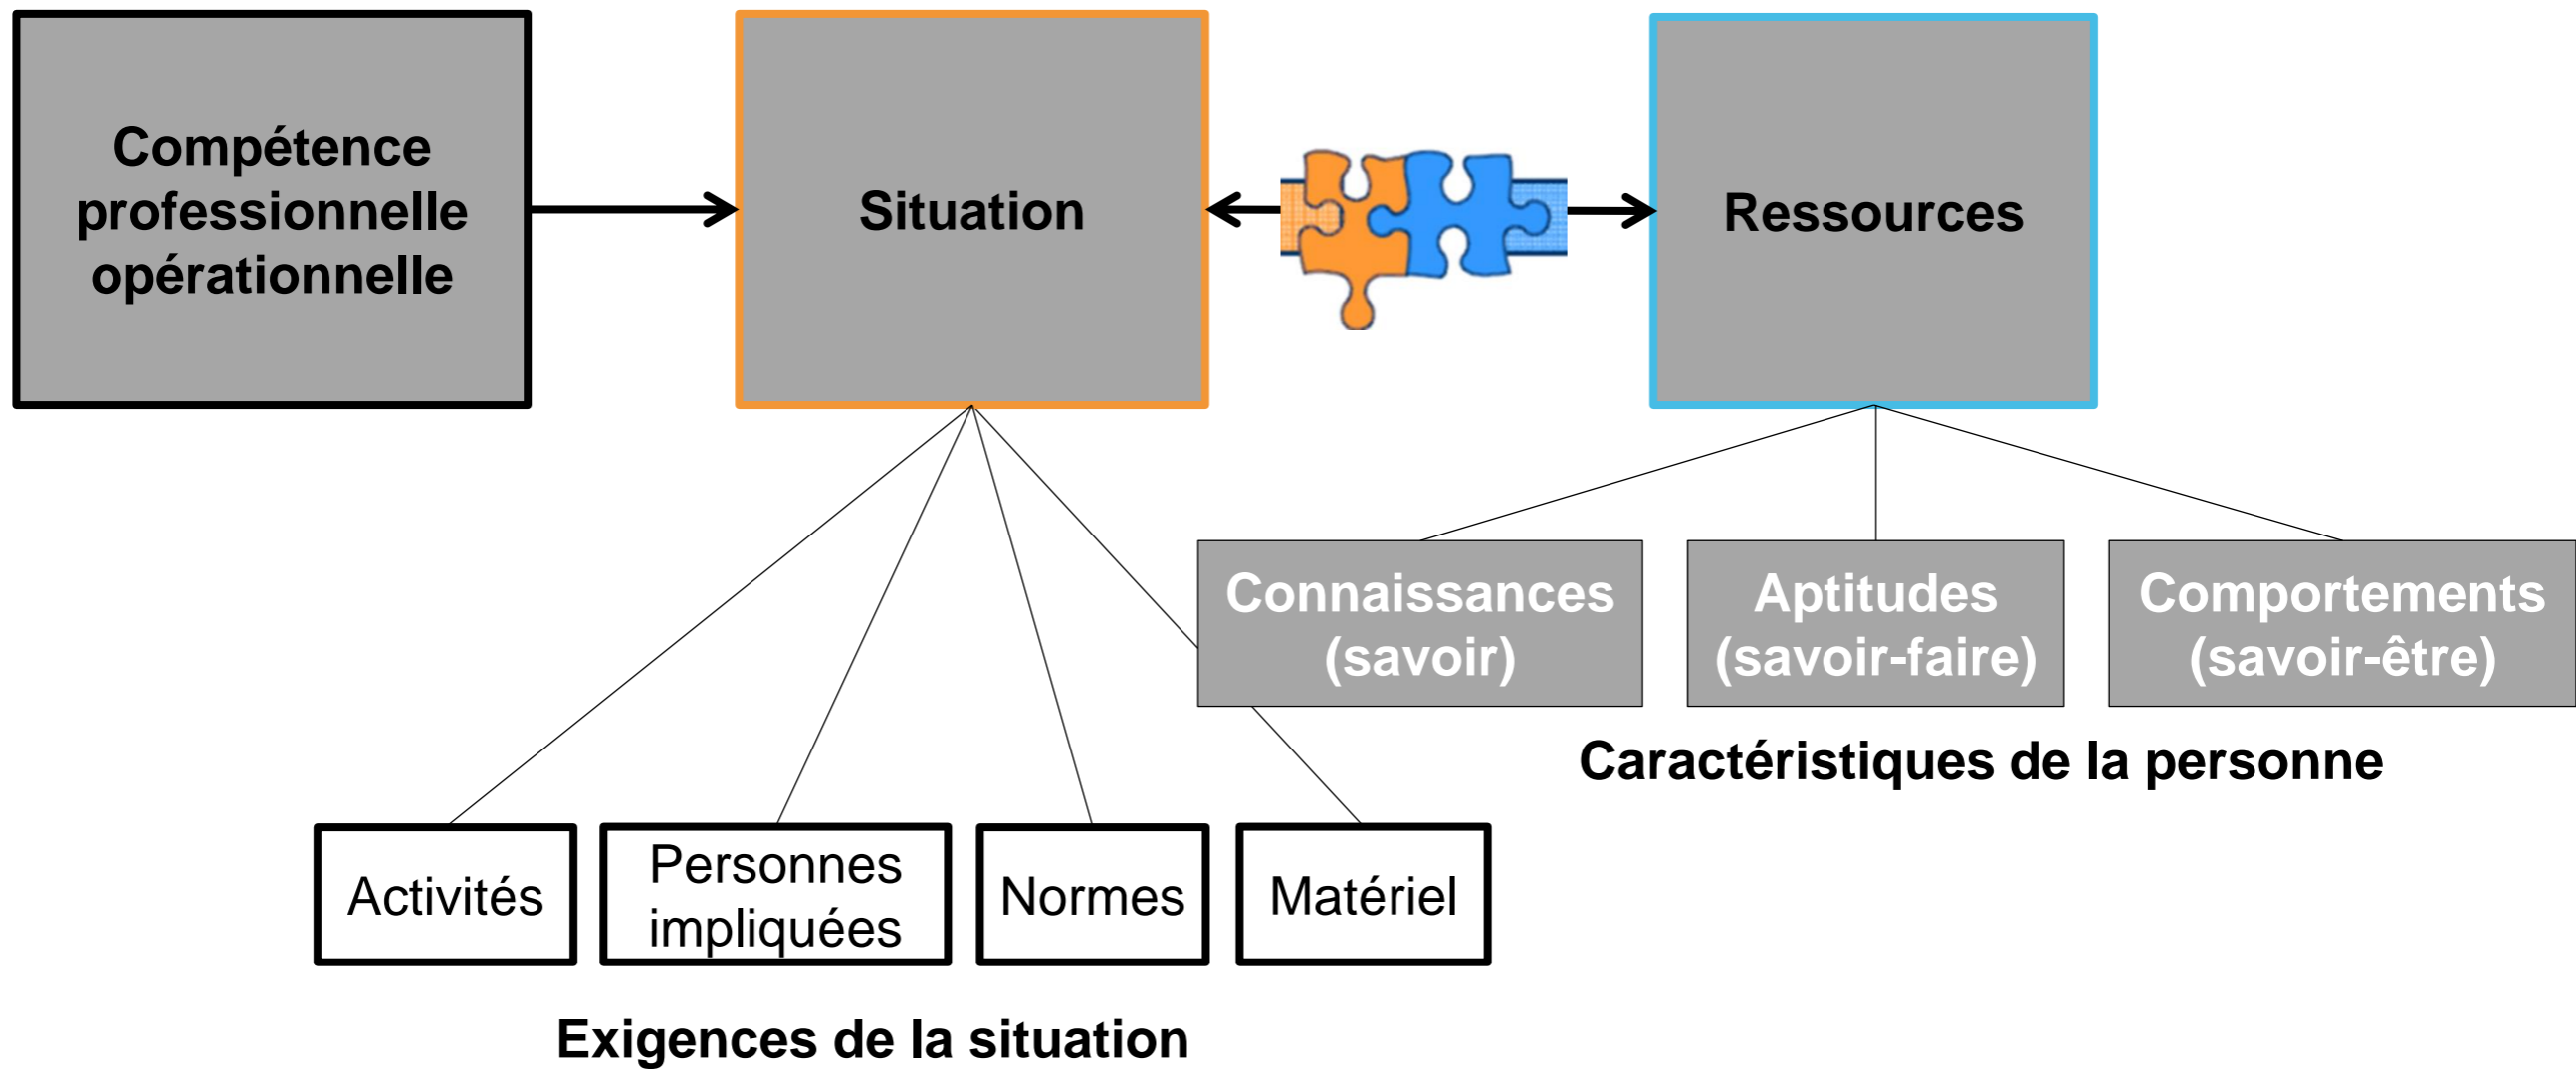 Compétence
professionnelle
opérationnelle
Situation
Ressources
Connaissances
(savoir)
Aptitudes
(savoir-faire)
Comportements
(savoir-être)
Caractéristiques de la personne
Activités
Personnes
impliquées
Normes
Matériel
Exigences de la situation